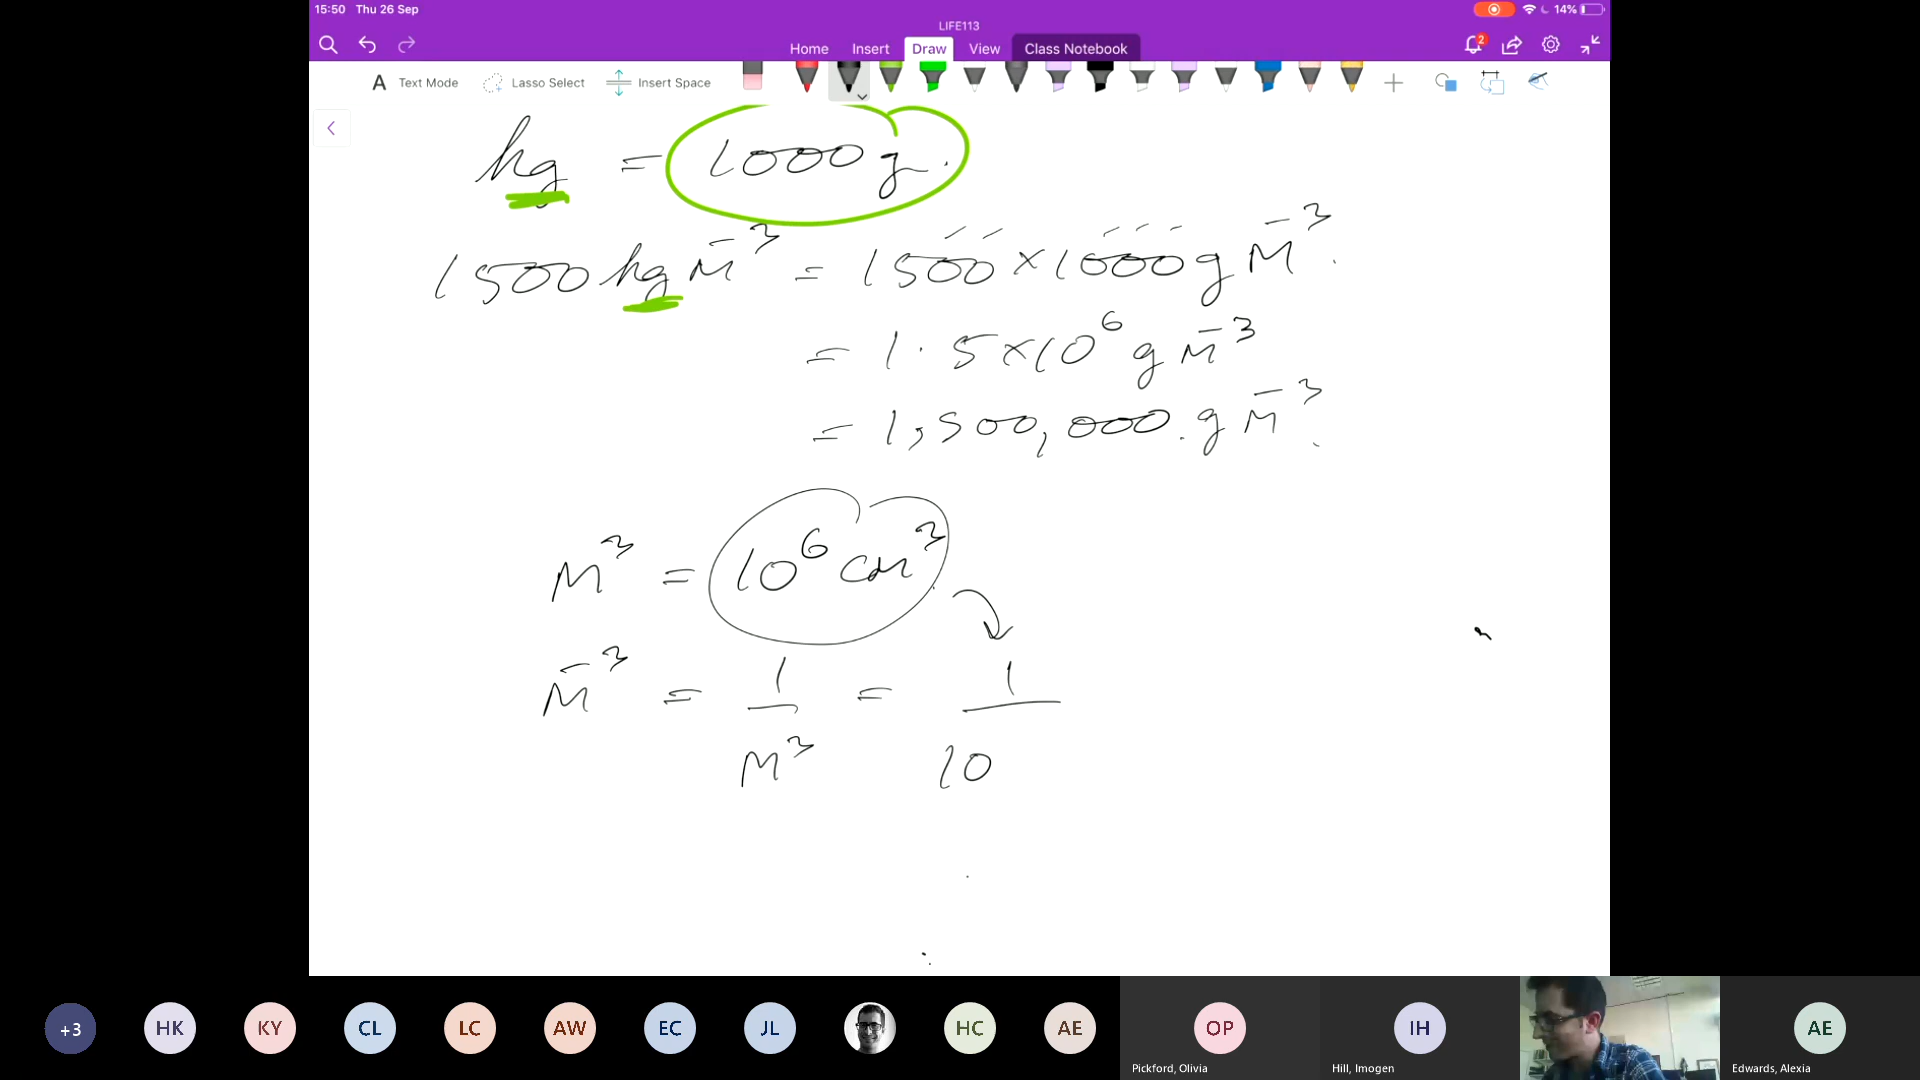 15:50 Thu 26 Sep
14%
LIFE113
Home Insert Draw View Class Notebook
2
A Text Mode Lasso Select Insert Space
kg = 1000g.
1500 kg m⁻³ = 1500 × 1000 g m⁻³.
= 1.5 × 10⁶ g m⁻³
= 1,500,000. g m⁻³.
m³ = 10⁶ cm³
m⁻³ = 1/m³ = 1/10
+3 HK KY CL LC AW EC JL HC AE OP IH AE
Pickford, Olivia Hill, Imogen Edwards, Alexia